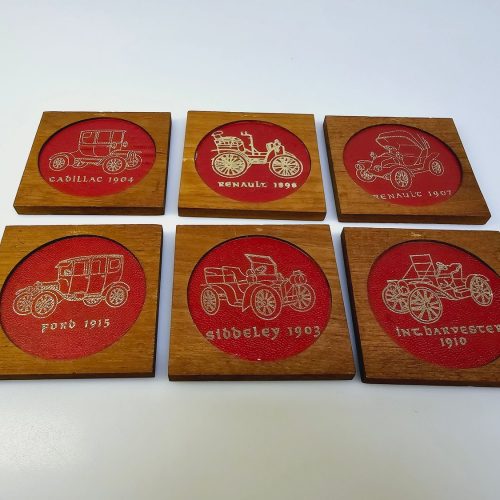 Cadillac 1904
Renault 1898
Renault 1907
Ford 1915
Siddeley 1903
Int. Harvester
1910